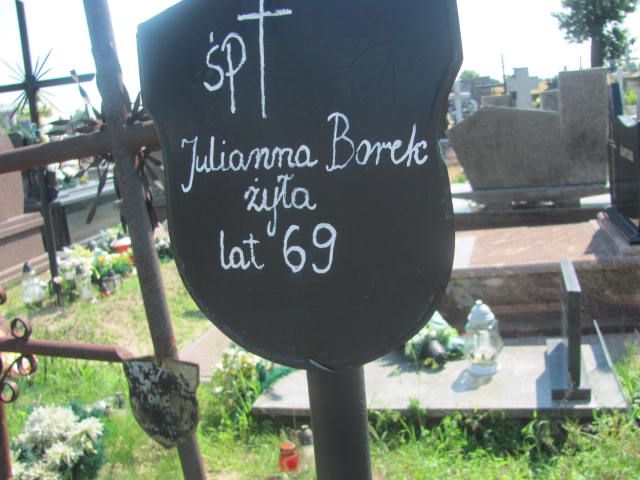 ŚP
Julianna Borek
żyła
lat 69